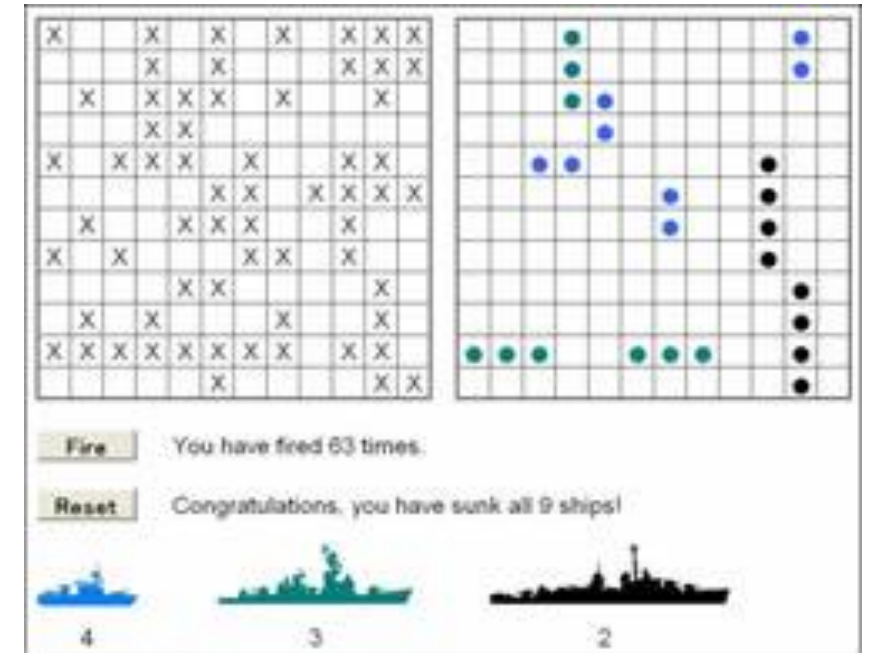 X X X X X X X
X X X X X
X X X X X X
X X
X X X X X X X
X X X X X X
X X X X X
X X X X X
X X X
X X X X
X X X X X X X X X X
X X X
Fire You have fired 63 times.
Reset Congratulations, you have sunk all 9 ships!
4 3 2